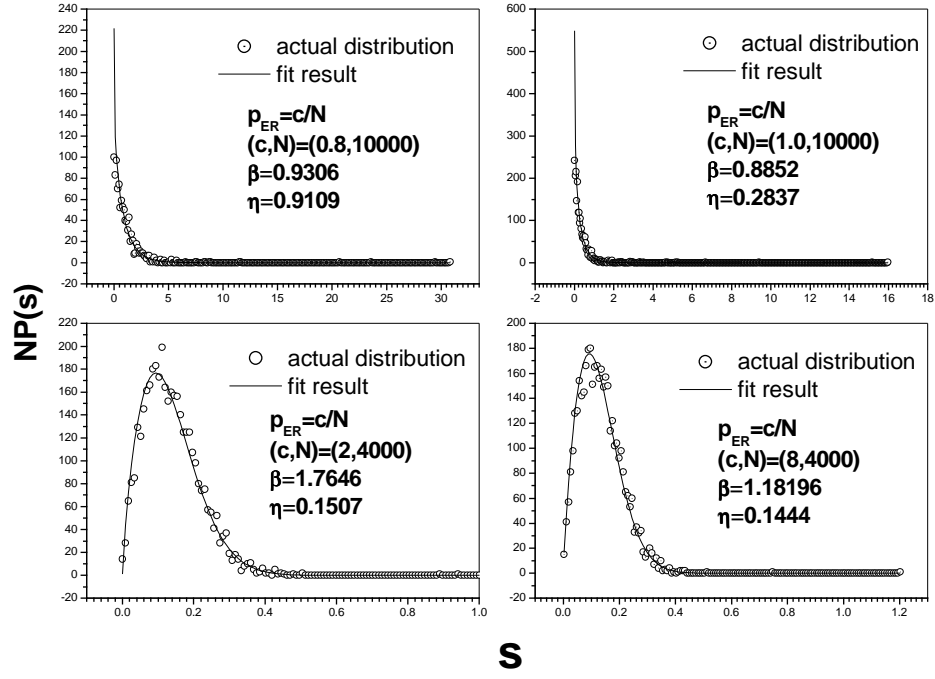 240
220
200
180
160
140
120
100
80
60
40
20
0
-20
actual distribution
fit result
p_ER=c/N
(c,N)=(0.8,10000)
β=0.9306
η=0.9109
0 5 10 15 20 25 30
600
500
400
300
200
100
0
actual distribution
fit result
p_ER=c/N
(c,N)=(1.0,10000)
β=0.8852
η=0.2837
-2 0 2 4 6 8 10 12 14 16 18
NP(s)
220
200
180
160
140
120
100
80
60
40
20
0
-20
actual distribution
fit result
p_ER=c/N
(c,N)=(2,4000)
β=1.7646
η=0.1507
0.0 0.2 0.4 0.6 0.8 1.0
200
180
160
140
120
100
80
60
40
20
0
-20
actual distribution
fit result
p_ER=c/N
(c,N)=(8,4000)
β=1.18196
η=0.1444
0.0 0.2 0.4 0.6 0.8 1.0 1.2
s